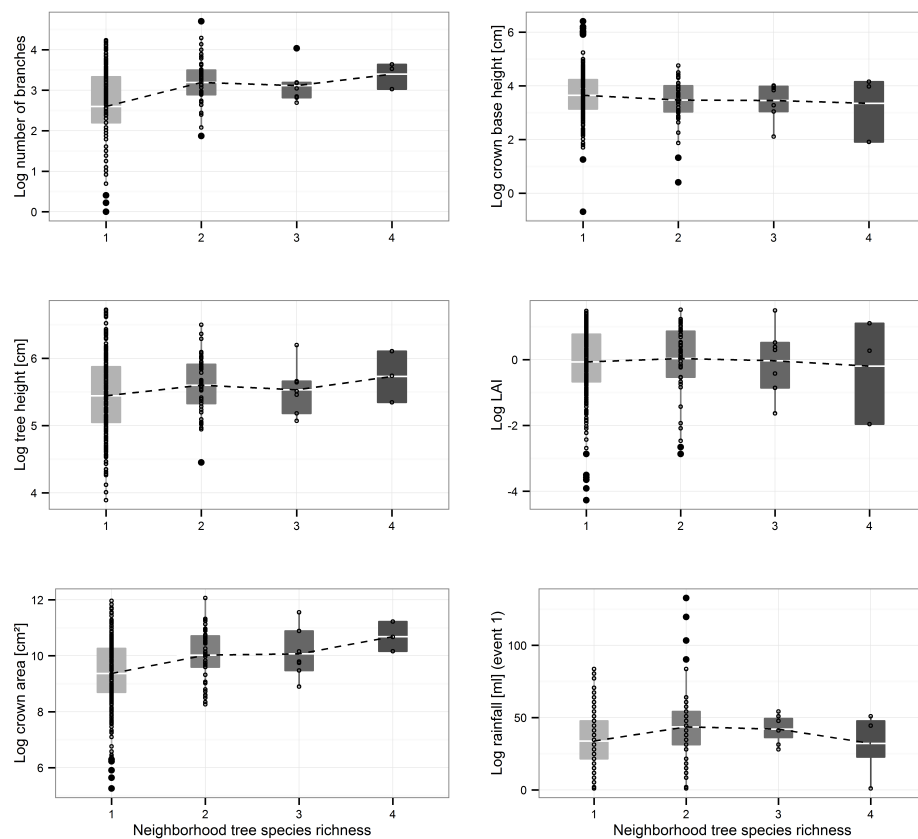 Log number of branches
4
3
2
1
0
1 2 3 4
Log crown base height [cm]
6
4
2
0
1 2 3 4
Log tree height [cm]
6
5
4
1 2 3 4
Log LAI
0
-2
-4
1 2 3 4
Log crown area [cm²]
12
10
8
6
1 2 3 4
Neighborhood tree species richness
Log rainfall [ml] (event 1)
100
50
0
1 2 3 4
Neighborhood tree species richness